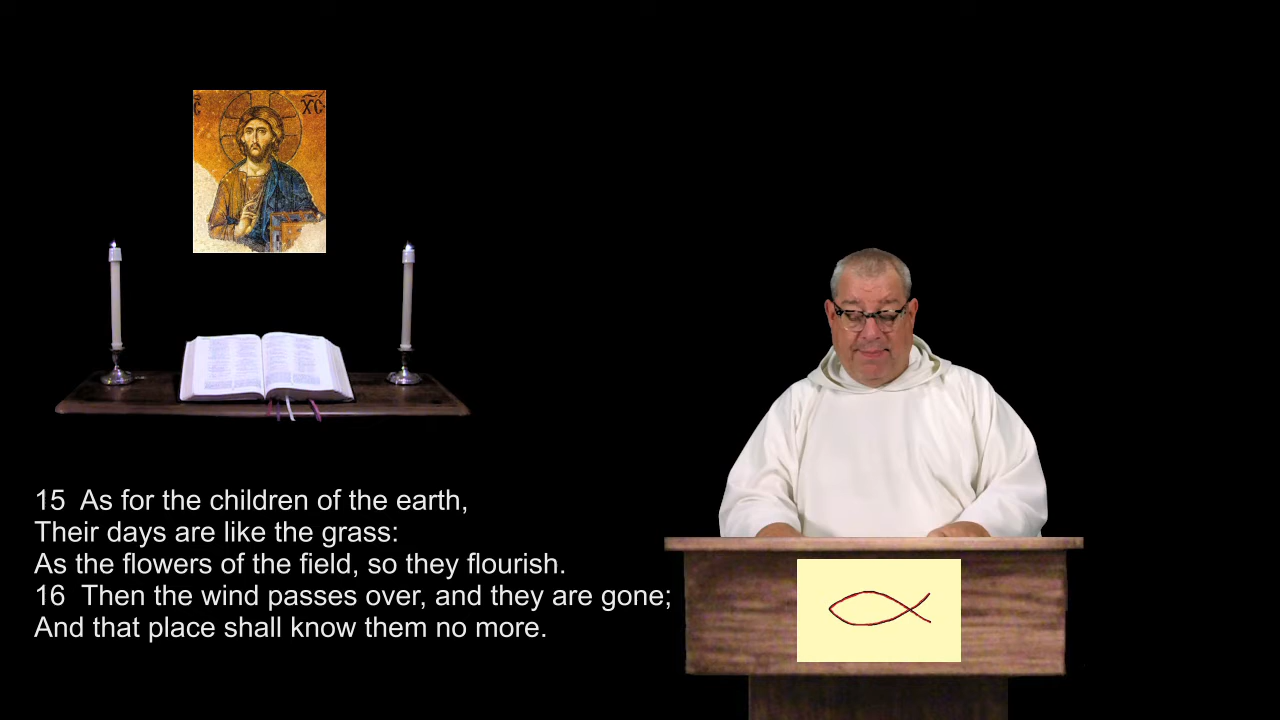 C XC
15 As for the children of the earth,
Their days are like the grass:
As the flowers of the field, so they flourish.
16 Then the wind passes over, and they are gone;
And that place shall know them no more.